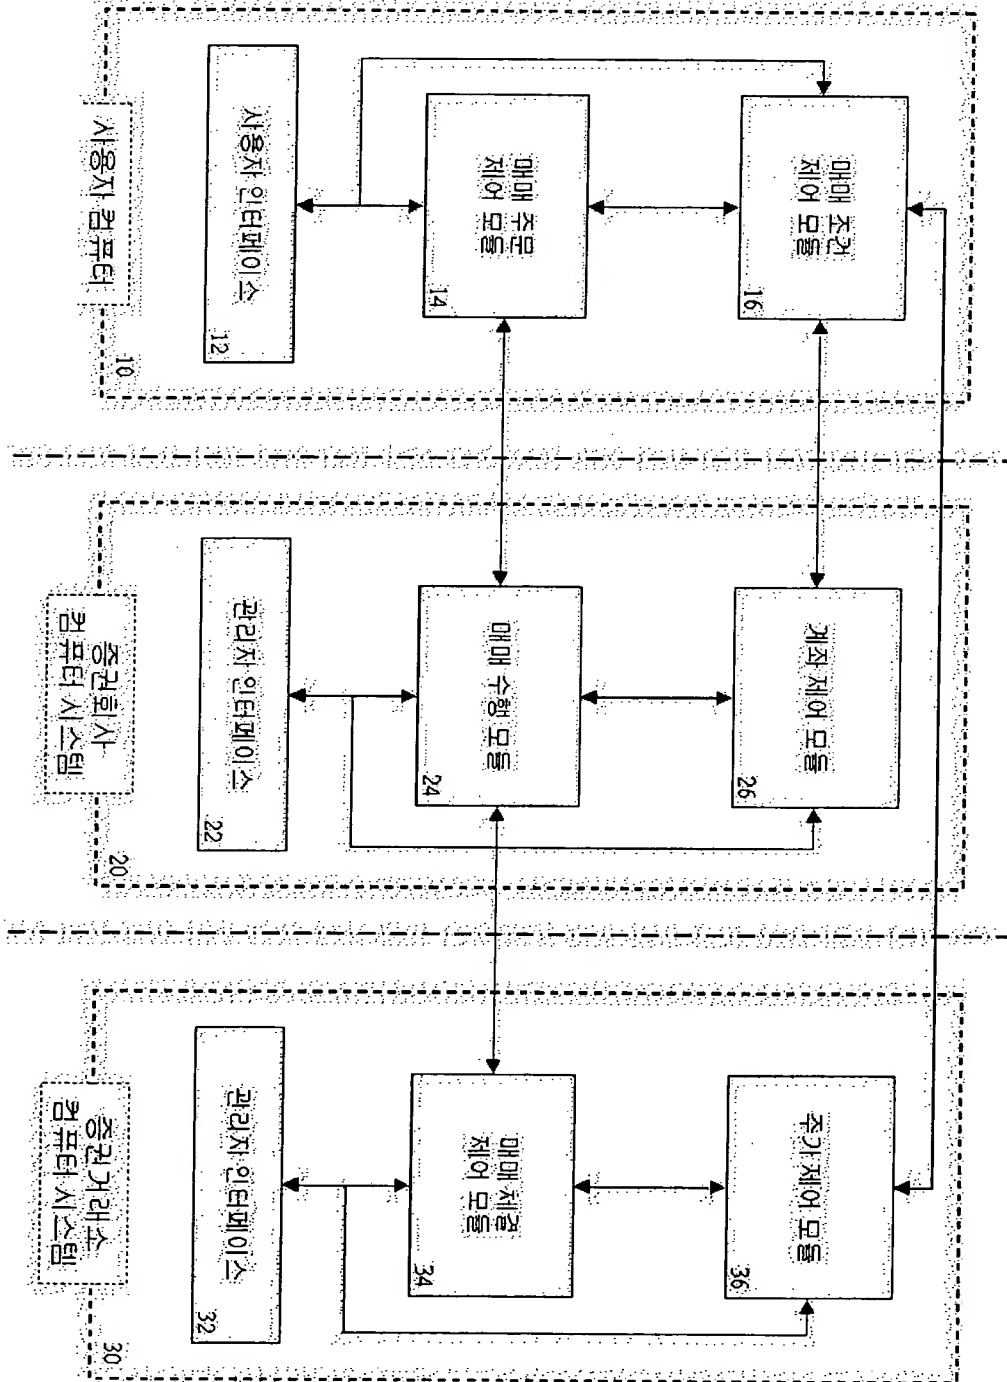 사용자 컴퓨터
10
사용자 인터페이스
12
매매 주문
제어 모듈
14
매매 조건
제어 모듈
16
증권회사
컴퓨터 시스템
20
관리자 인터페이스
22
매매 수행 모듈
24
계좌 제어 모듈
26
증권거래소
컴퓨터 시스템
30
관리자 인터페이스
32
매매 체결
제어 모듈
34
주가 제어 모듈
36